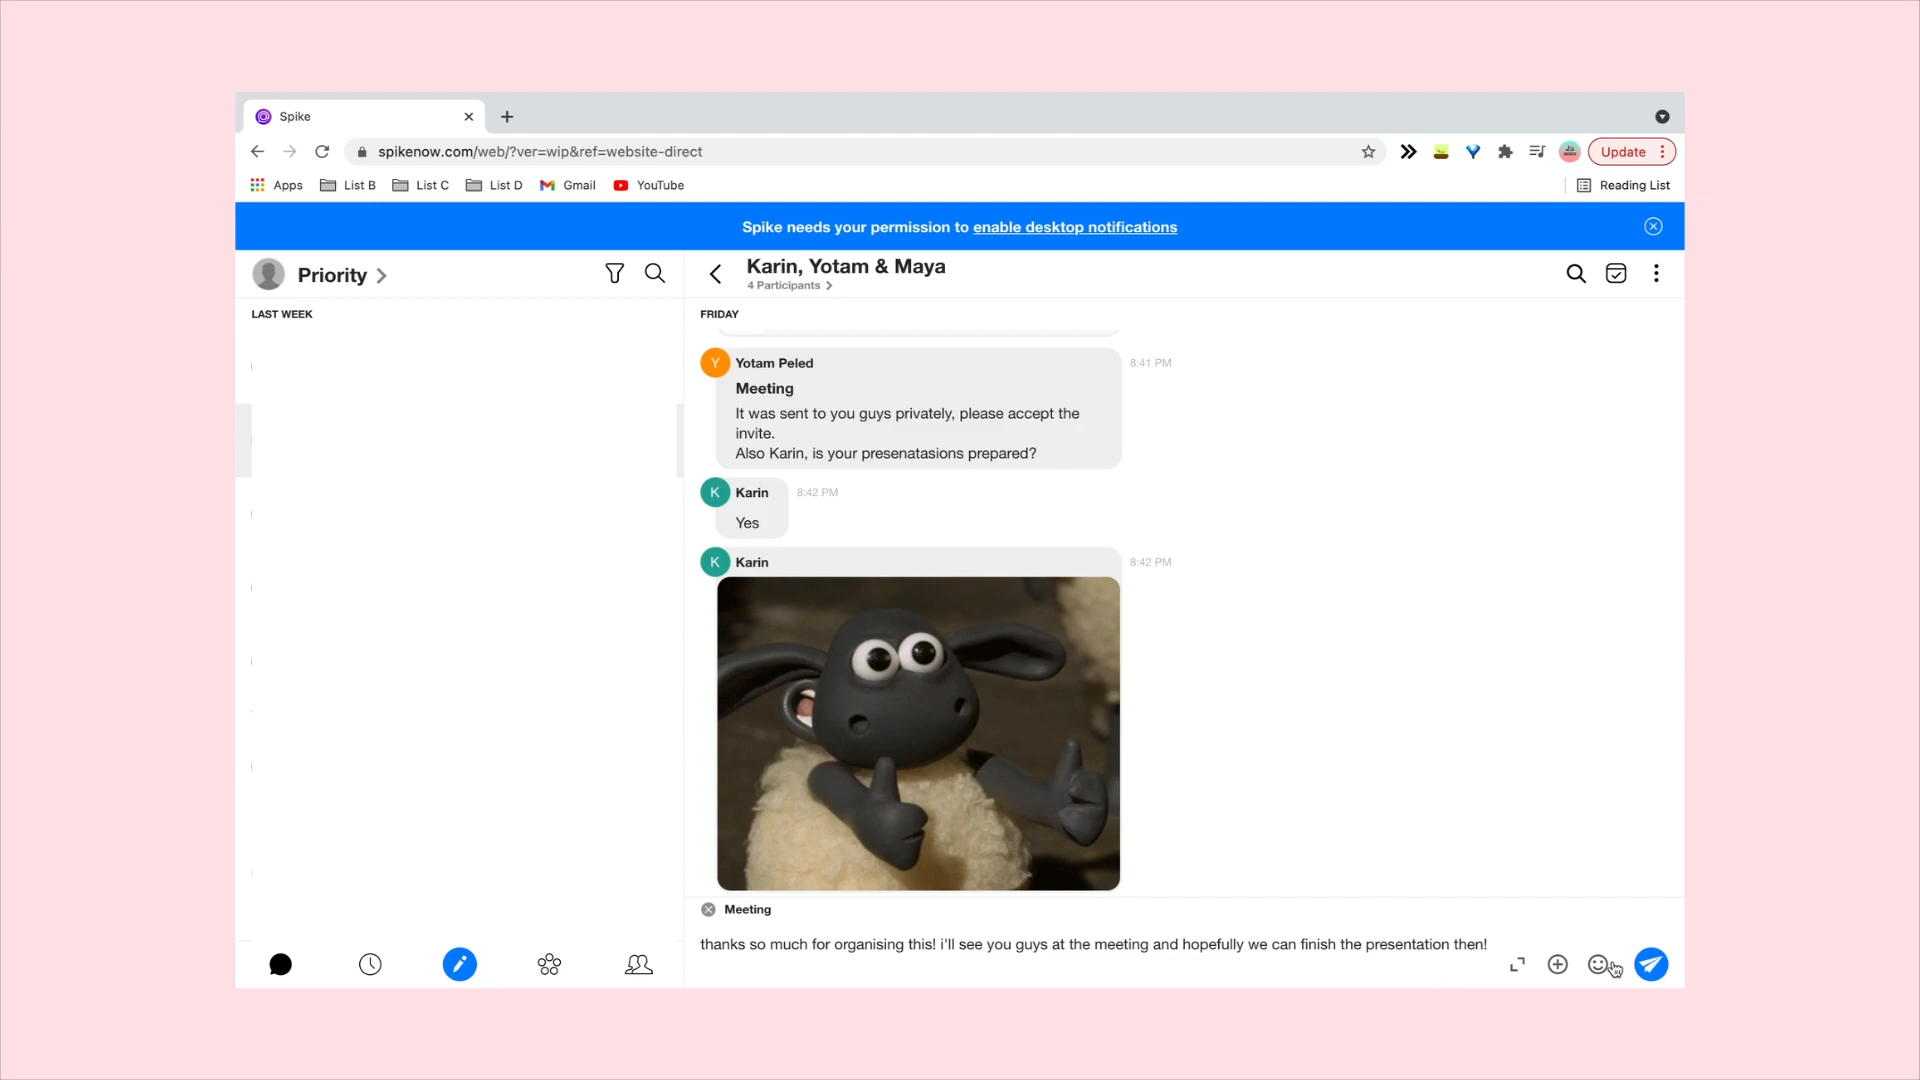 Spike
spikenow.com/web/?ver=wip&ref=website-direct
Update
Apps
List B
List C
List D
Gmail
YouTube
Reading List
Spike needs your permission to enable desktop notifications
Priority
Karin, Yotam & Maya
4 Participants
LAST WEEK
FRIDAY
Y
Yotam Peled
8:41 PM
Meeting
It was sent to you guys privately, please accept the
invite.
Also Karin, is your presenatasions prepared?
K
Karin
8:42 PM
Yes
K
Karin
8:42 PM
Meeting
thanks so much for organising this! i'll see you guys at the meeting and hopefully we can finish the presentation then!